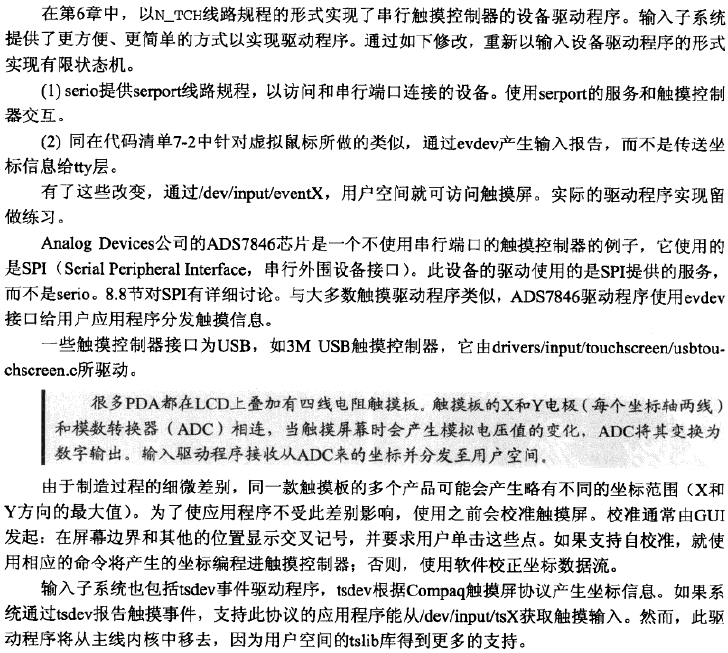 在第6章中，以N_TCH线路规程的形式实现了串行触摸控制器的设备驱动程序。输入子系统
提供了更方便、更简单的方式以实现驱动程序。通过如下修改，重新以输入设备驱动程序的形式
实现有限状态机。
(1) serio提供serport线路规程，以访问和串行端口连接的设备。使用serport的服务和触摸控制
器交互。
(2) 同在代码清单7-2中针对虚拟鼠标所做的类似，通过evdev产生输入报告，而不是传送坐
标信息给tty层。
有了这些改变，通过/dev/input/eventX，用户空间就可访问触摸屏。实际的驱动程序实现留
做练习。
Analog Devices公司的ADS7846芯片是一个不使用串行端口的触摸控制器的例子，它使用的
是SPI（Serial Peripheral Interface，串行外围设备接口）。此设备的驱动使用的是SPI提供的服务，
而不是serio。8.8节对SPI有详细讨论。与大多数触摸驱动程序类似，ADS7846驱动程序使用evdev
接口给用户应用程序分发触摸信息。
一些触摸控制器接口为USB，如3M USB触摸控制器，它由drivers/input/touchscreen/usbtou-
chscreen.c所驱动。
很多PDA都在LCD上叠加有四线电阻触摸板。触摸板的X和Y电极（每个坐标轴两线）
和模数转换器（ADC）相连，当触摸屏幕时会产生模拟电压值的变化，ADC将其变换为
数字输出。输入驱动程序接收从ADC来的坐标并分发至用户空间。
由于制造过程的细微差别，同一款触摸板的多个产品可能会产生略有不同的坐标范围（X和
Y方向的最大值）。为了使应用程序不受此差别影响，使用之前会校准触摸屏。校准通常由GUI
发起：在屏幕边界和其他的位置显示交叉记号，并要求用户单击这些点。如果支持自校准，就使
用相应的命令将产生的坐标编程进触摸控制器；否则，使用软件校正坐标数据流。
输入子系统也包括tsdev事件驱动程序，tsdev根据Compaq触摸屏协议产生坐标信息。如果系
统通过tsdev报告触摸事件，支持此协议的应用程序能从/dev/input/tsX获取触摸输入。然而，此驱
动程序将从主线内核中移去，因为用户空间的tslib库得到更多的支持。